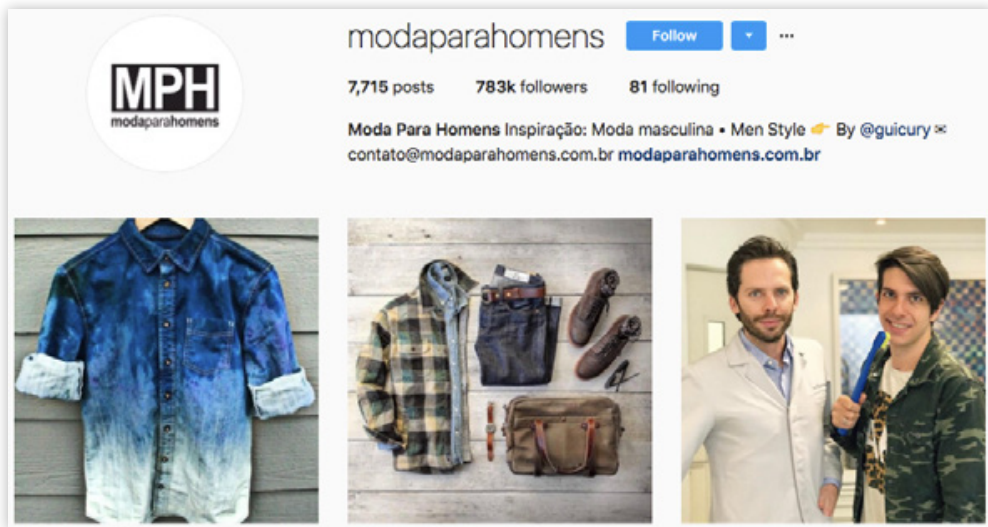 MPH
modaparahomens
modaparahomens Follow
7,715 posts 783k followers 81 following
Moda Para Homens Inspiração: Moda masculina • Men Style 👉 By @guicury ✉
contato@modaparahomens.com.br modaparahomens.com.br